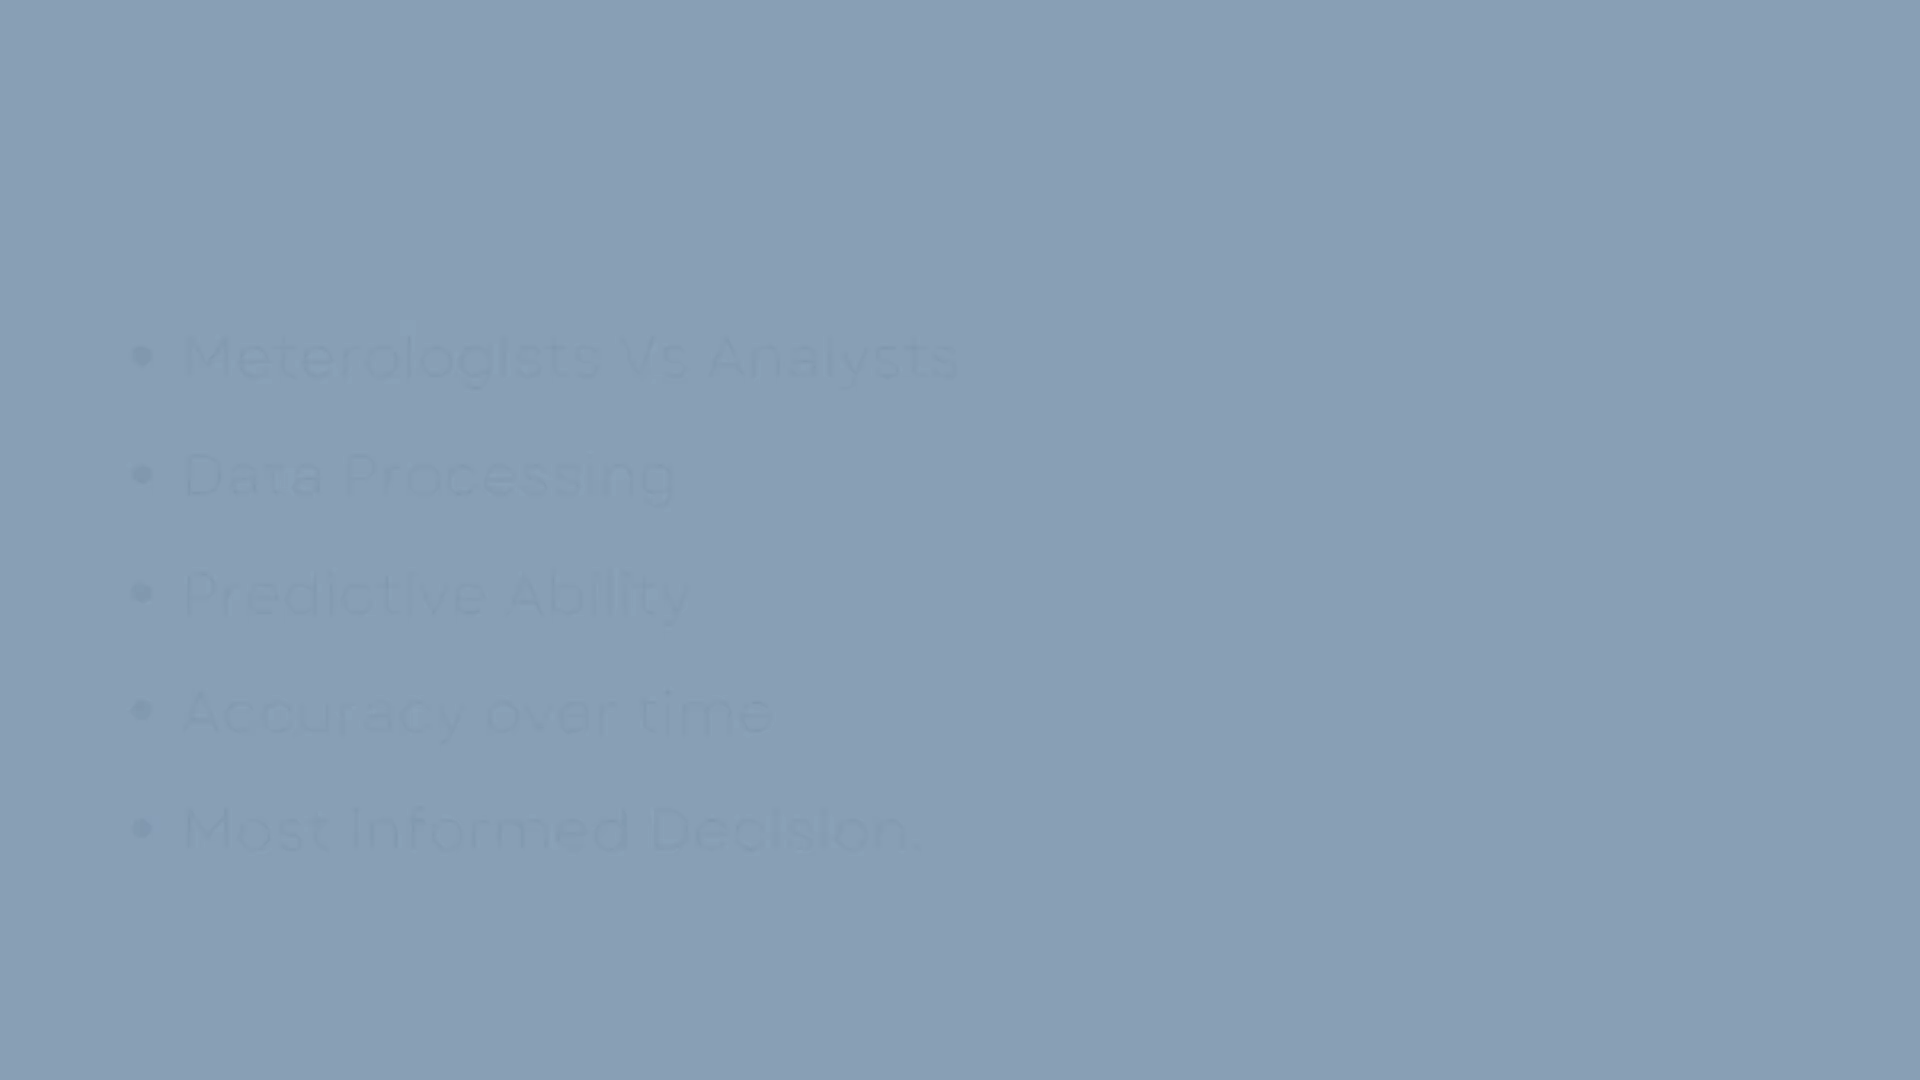 • Meterologists Vs Analysts
• Data Processing
• Predictive Ability
• Accuracy over time
• Most Informed Decision.